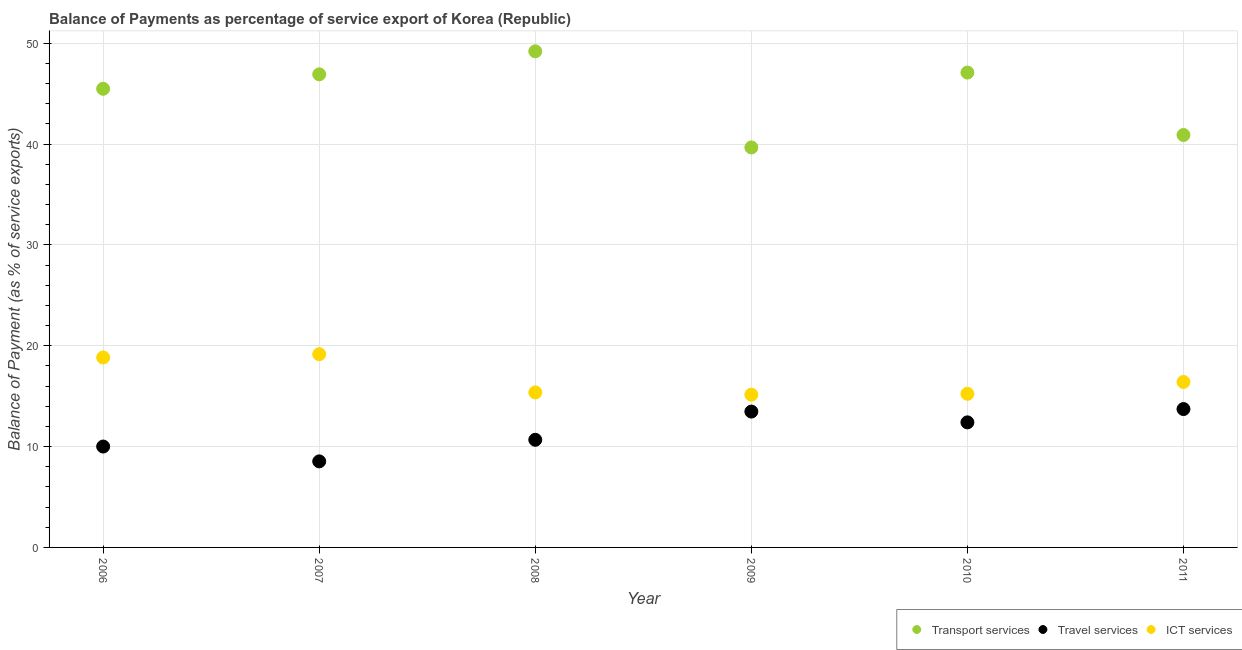 Balance of Payments as percentage of service export of Korea (Republic)
Balance of Payment (as % of service exports)
50
40
30
20
10
0
2006
2007
2008
2009
2010
2011
Year
Transport services
Travel services
ICT services